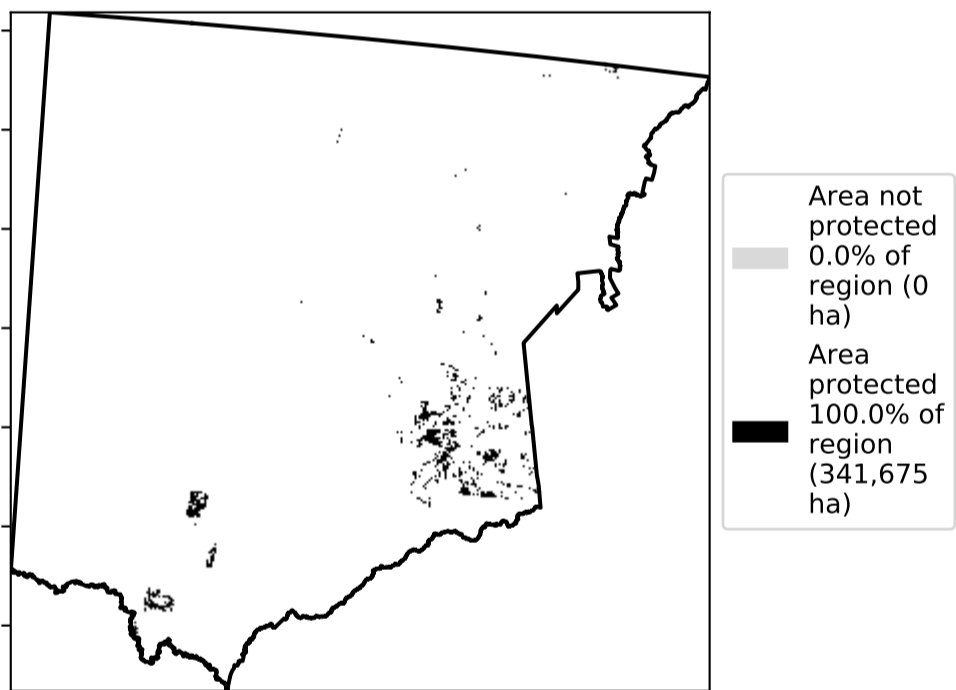 Area not
protected
0.0% of
region (0
ha)
Area
protected
100.0% of
region
(341,675
ha)